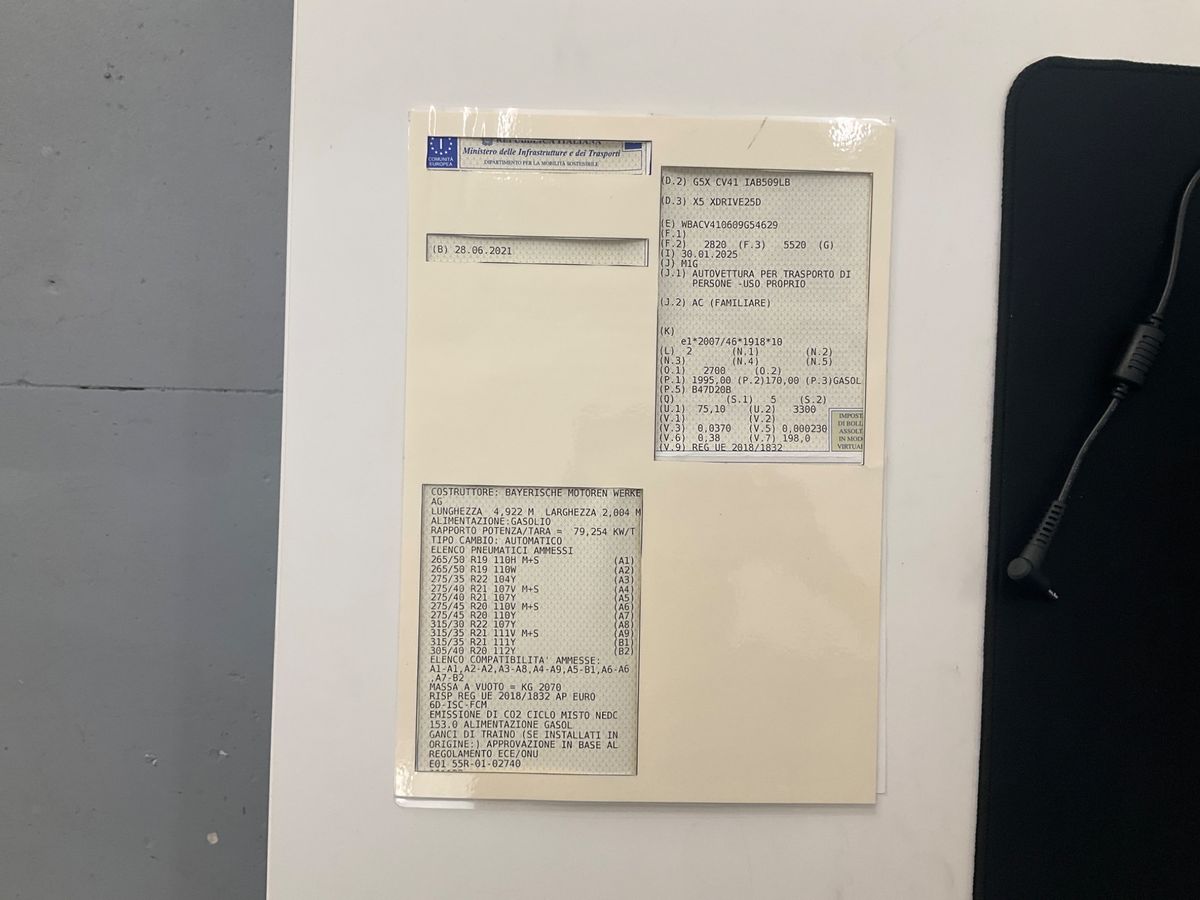 I
COMUNITÀ
EUROPEA
REPUBBLICA ITALIANA
Ministero delle Infrastrutture e dei Trasporti
DIPARTIMENTO PER LA MOBILITÀ SOSTENIBILE
(B) 28.06.2021
(D.2) G5X CV41 IAB509LB
(D.3) X5 XDRIVE25D
(E) WBACV410609G54629
(F.1)
(F.2) 2820 (F.3) 5520 (G)
(I) 30.01.2025
(J) M1G
(J.1) AUTOVETTURA PER TRASPORTO DI
PERSONE -USO PROPRIO
(J.2) AC (FAMILIARE)
(K)
e1*2007/46*1918*10
(L) 2 (N.1) (N.2)
(N.3) (N.4) (N.5)
(O.1) 2700 (O.2)
(P.1) 1995,00 (P.2)170,00 (P.3)GASOL
(P.5) B47D20B
(Q) (S.1) 5 (S.2)
(U.1) 75,10 (U.2) 3300
(V.1) (V.2)
(V.3) 0,0370 (V.5) 0,000230
(V.6) 0,38 (V.7) 198,0
(V.9) REG UE 2018/1832
IMPOST
DI BOLL
ASSOLT
IN MOD
VIRTUAL
COSTRUTTORE: BAYERISCHE MOTOREN WERKE
AG
LUNGHEZZA 4,922 M LARGHEZZA 2,004 M
ALIMENTAZIONE:GASOLIO
RAPPORTO POTENZA/TARA = 79,254 KW/T
TIPO CAMBIO: AUTOMATICO
ELENCO PNEUMATICI AMMESSI
265/50 R19 110H M+S (A1)
265/50 R19 110W (A2)
275/35 R22 104Y (A3)
275/40 R21 107V M+S (A4)
275/40 R21 107Y (A5)
275/45 R20 110V M+S (A6)
275/45 R20 110Y (A7)
315/30 R22 107Y (A8)
315/35 R21 111V M+S (A9)
315/35 R21 111Y (B1)
305/40 R20 112Y (B2)
ELENCO COMPATIBILITA' AMMESSE:
A1-A1,A2-A2,A3-A8,A4-A9,A5-B1,A6-A6
,A7-B2
MASSA A VUOTO = KG 2070
RISP REG UE 2018/1832 AP EURO
6D-ISC-FCM
EMISSIONE DI CO2 CICLO MISTO NEDC
153.0 ALIMENTAZIONE GASOL
GANCI DI TRAINO (SE INSTALLATI IN
ORIGINE:) APPROVAZIONE IN BASE AL
REGOLAMENTO ECE/ONU
E01 55R-01-02740